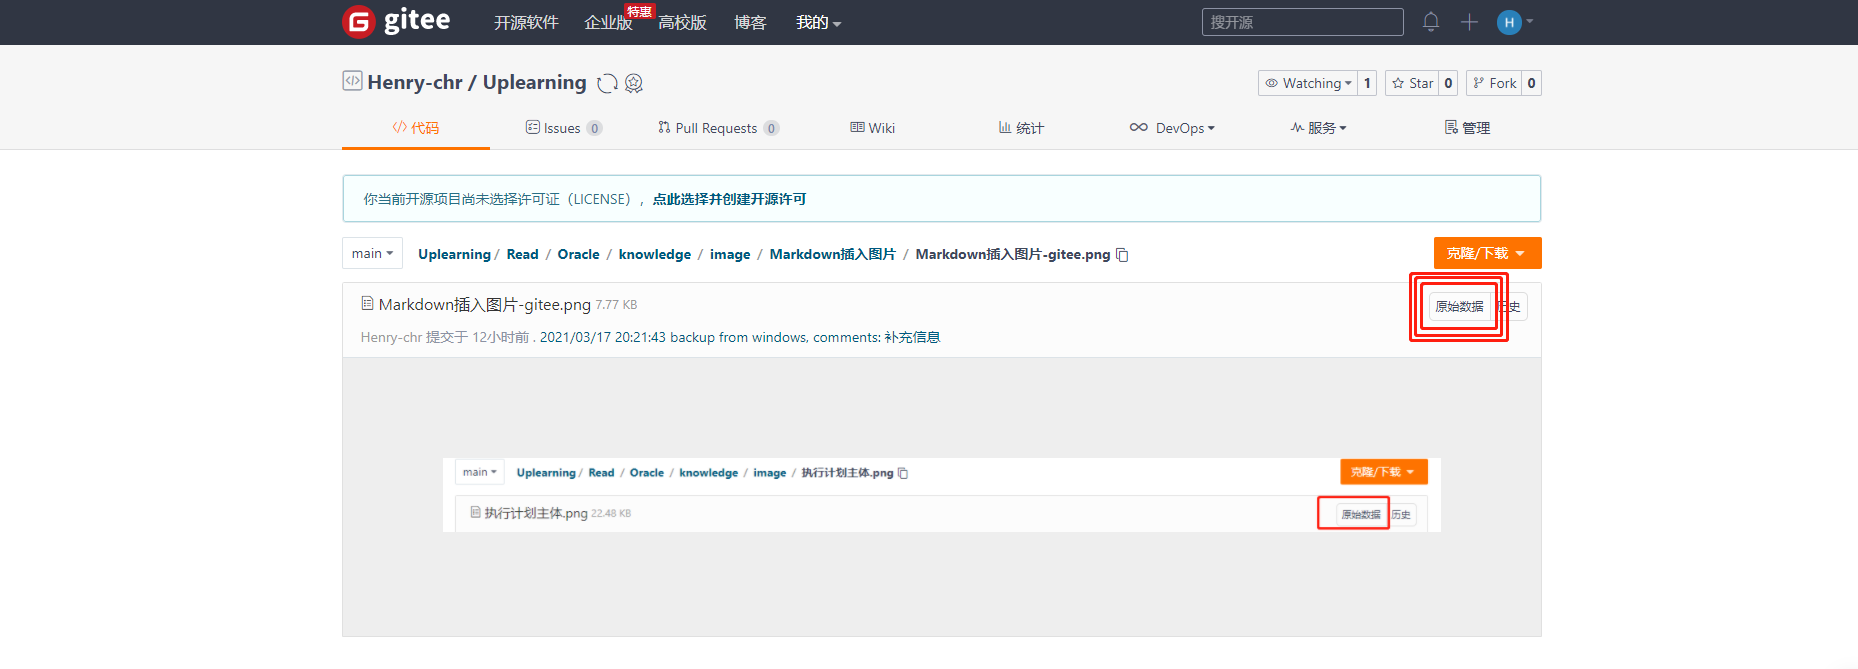 gitee 开源软件 企业版 特惠 高校版 博客 我的 搜开源 H
Henry-chr / Uplearning Watching 1 Star 0 Fork 0
代码 Issues 0 Pull Requests 0 Wiki 统计 DevOps 服务 管理
你当前开源项目尚未选择许可证（LICENSE），点此选择并创建开源许可
main Uplearning / Read / Oracle / knowledge / image / Markdown插入图片 / Markdown插入图片-gitee.png 克隆/下载
Markdown插入图片-gitee.png 7.77 KB 原始数据 历史
Henry-chr 提交于 12小时前 . 2021/03/17 20:21:43 backup from windows, comments: 补充信息
main Uplearning / Read / Oracle / knowledge / image / 执行计划主体.png 克隆/下载
执行计划主体.png 22.48 KB 原始数据 历史